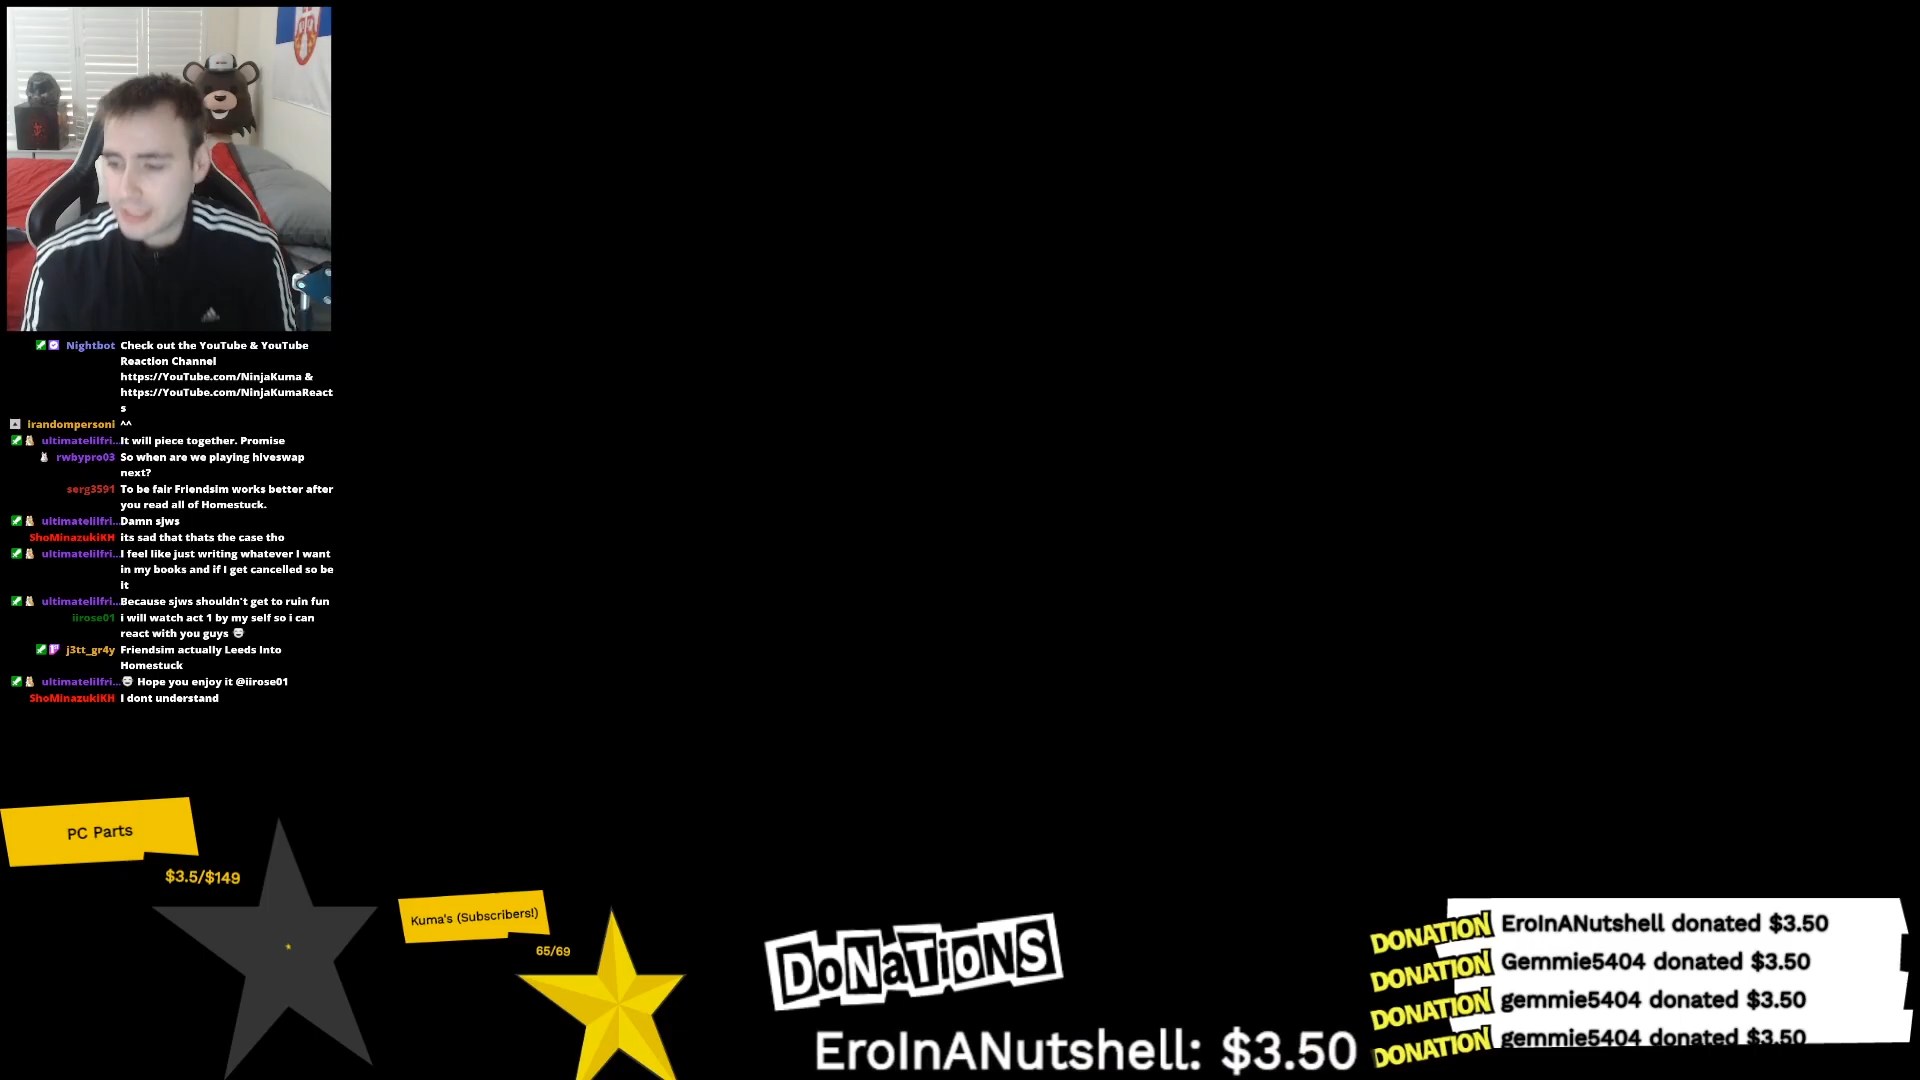 Nightbot Check out the YouTube & YouTube
Reaction Channel
https://YouTube.com/NinjaKuma &
https://YouTube.com/NinjaKumaReact
s
irandompersoni ^^
ultimatelilfri... It will piece together. Promise
rwbypro03 So when are we playing hiveswap
next?
serg3591 To be fair Friendsim works better after
you read all of Homestuck.
ultimatelilfri... Damn sjws
ShoMinazukiKH its sad that thats the case tho
ultimatelilfri... I feel like just writing whatever I want
in my books and if I get cancelled so be
it
ultimatelilfri... Because sjws shouldn't get to ruin fun
iirose01 i will watch act 1 by my self so i can
react with you guys
j3tt_gr4y Friendsim actually Leeds Into
Homestuck
ultimatelilfri... Hope you enjoy it @iirose01
ShoMinazukiKH I dont understand
PC Parts
$3.5/$149
Kuma's (Subscribers!)
65/69
DoNaTiONS
EroInANutshell: $3.50
DONATION EroInANutshell donated $3.50
DONATION Gemmie5404 donated $3.50
DONATION gemmie5404 donated $3.50
DONATION gemmie5404 donated $3.50